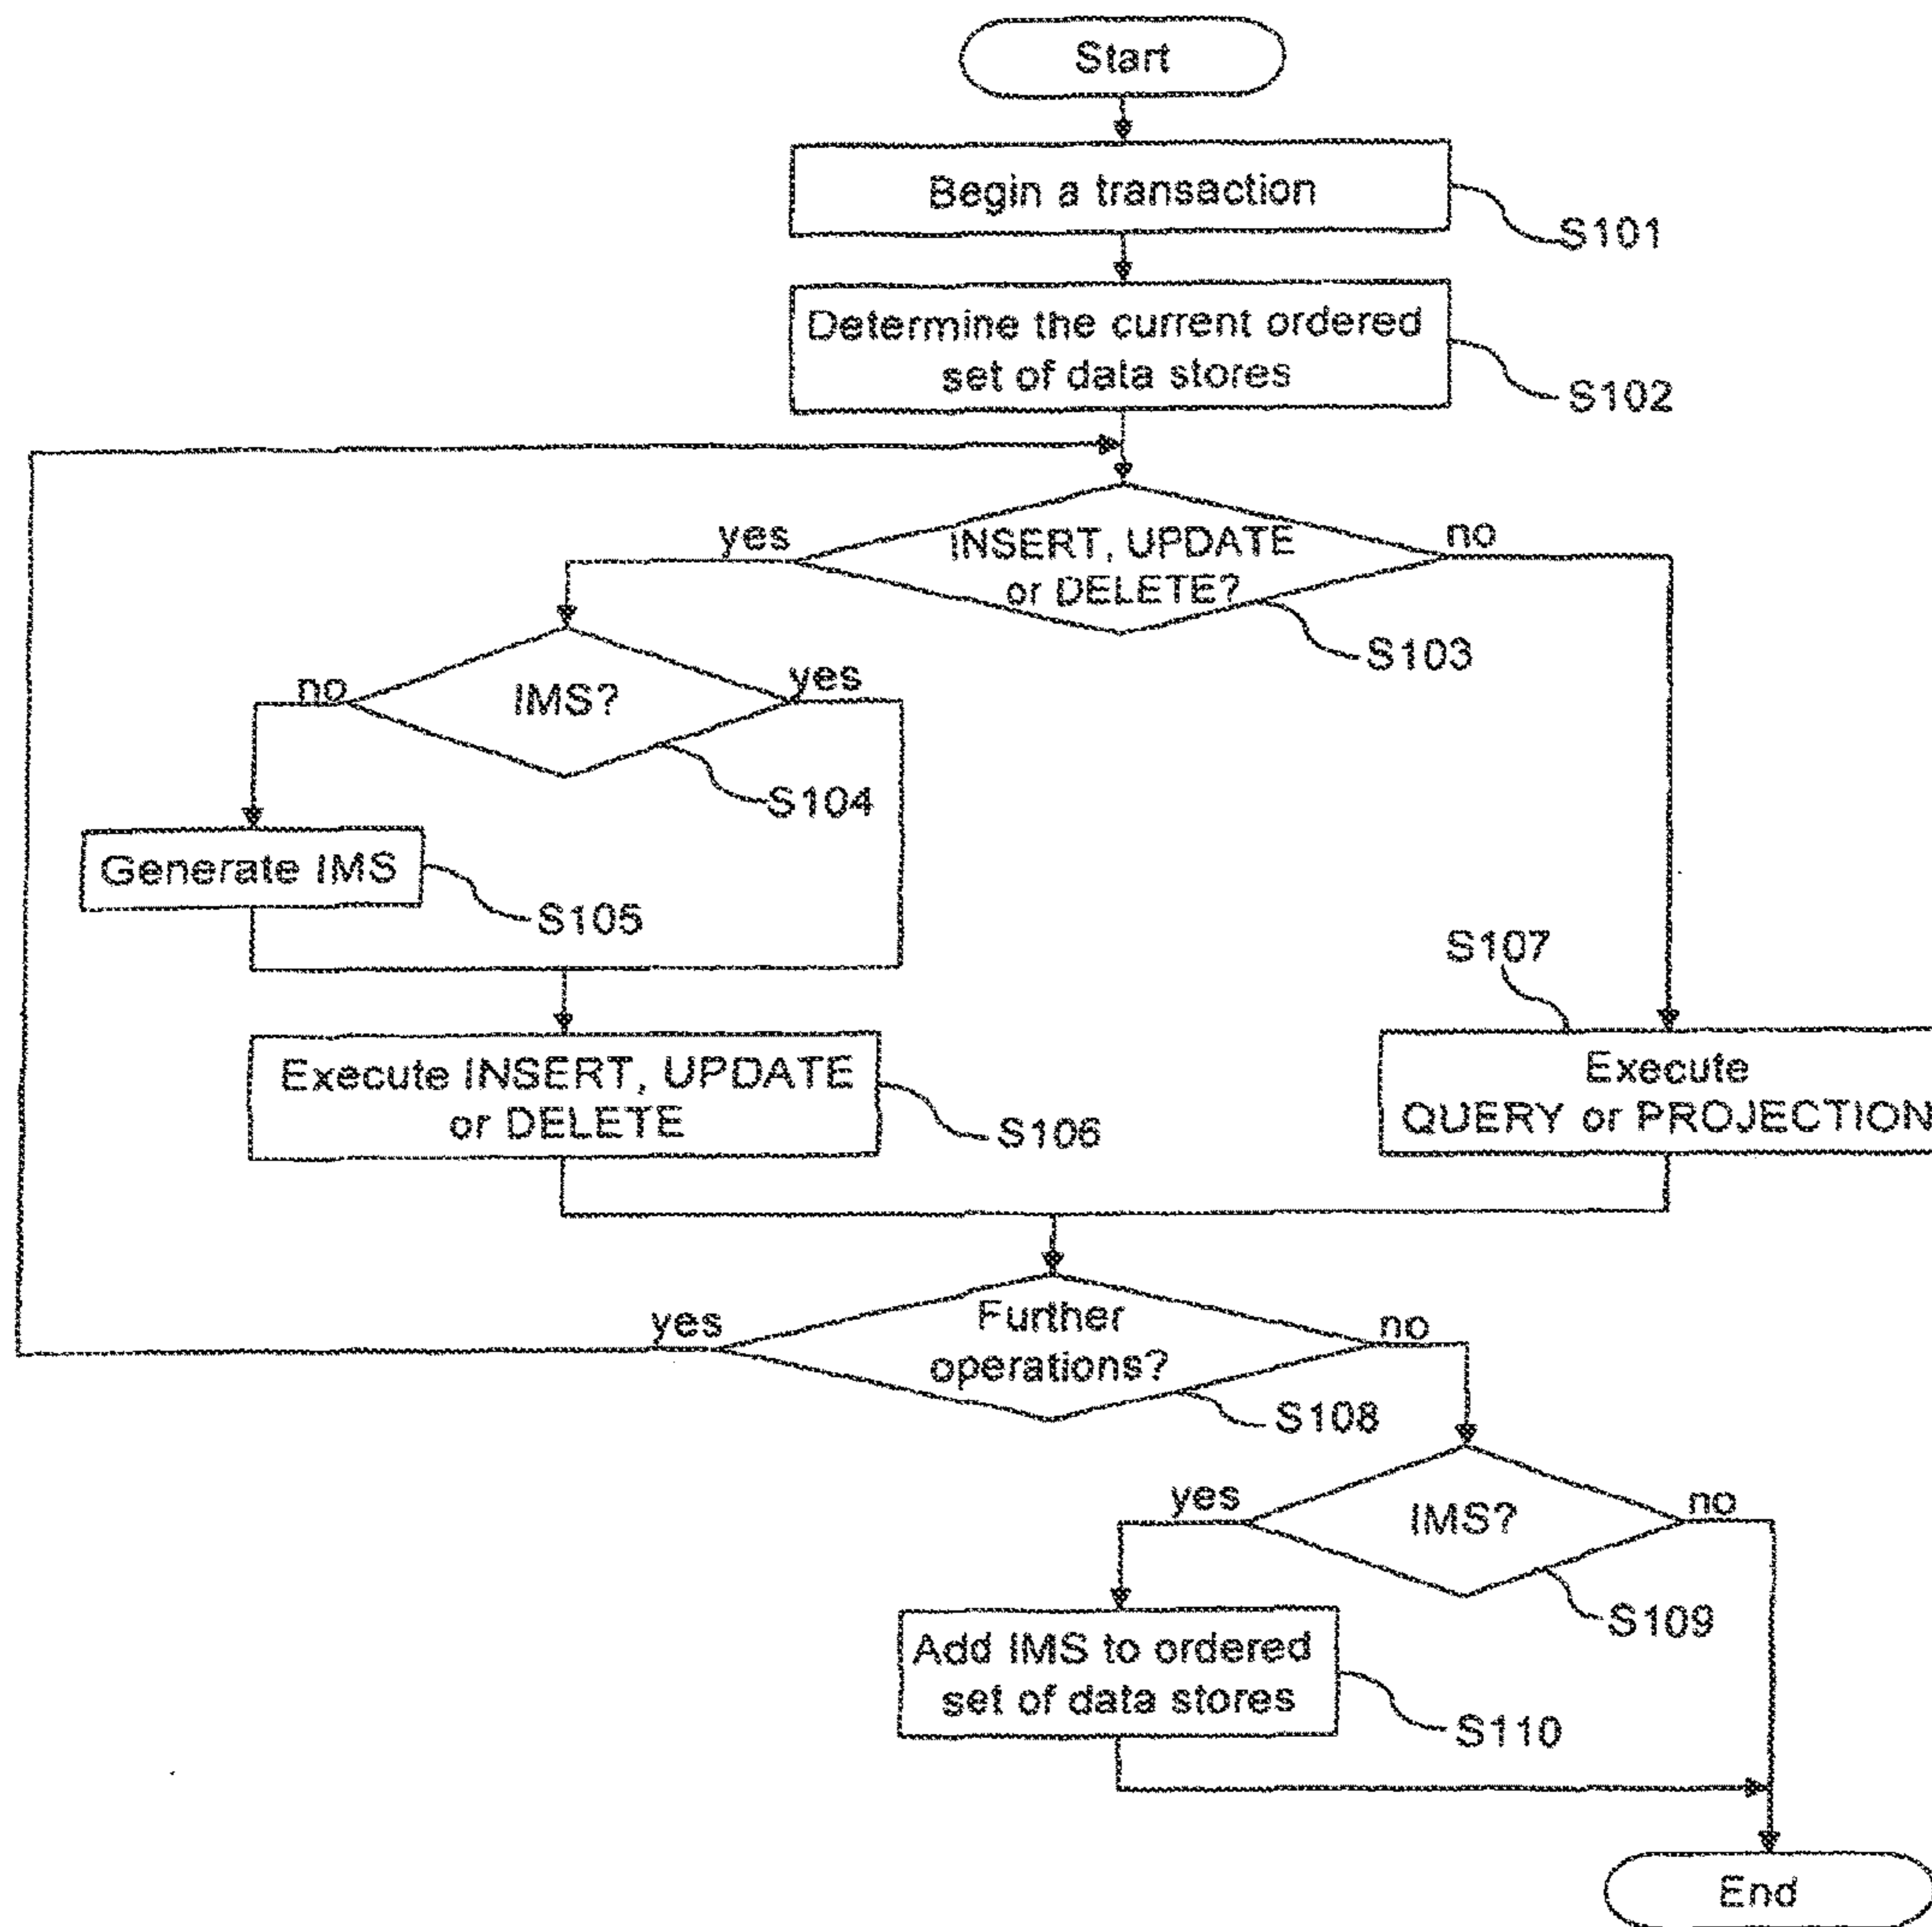 Start
Begin a transaction
S101
Determine the current ordered
set of data stores
S102
yes
INSERT, UPDATE
or DELETE?
no
S103
no
IMS?
yes
S104
Generate IMS
S105
S107
Execute INSERT, UPDATE
or DELETE
S106
Execute
QUERY or PROJECTION
yes
Further
operations?
no
S108
yes
IMS?
no
S109
Add IMS to ordered
set of data stores
S110
End